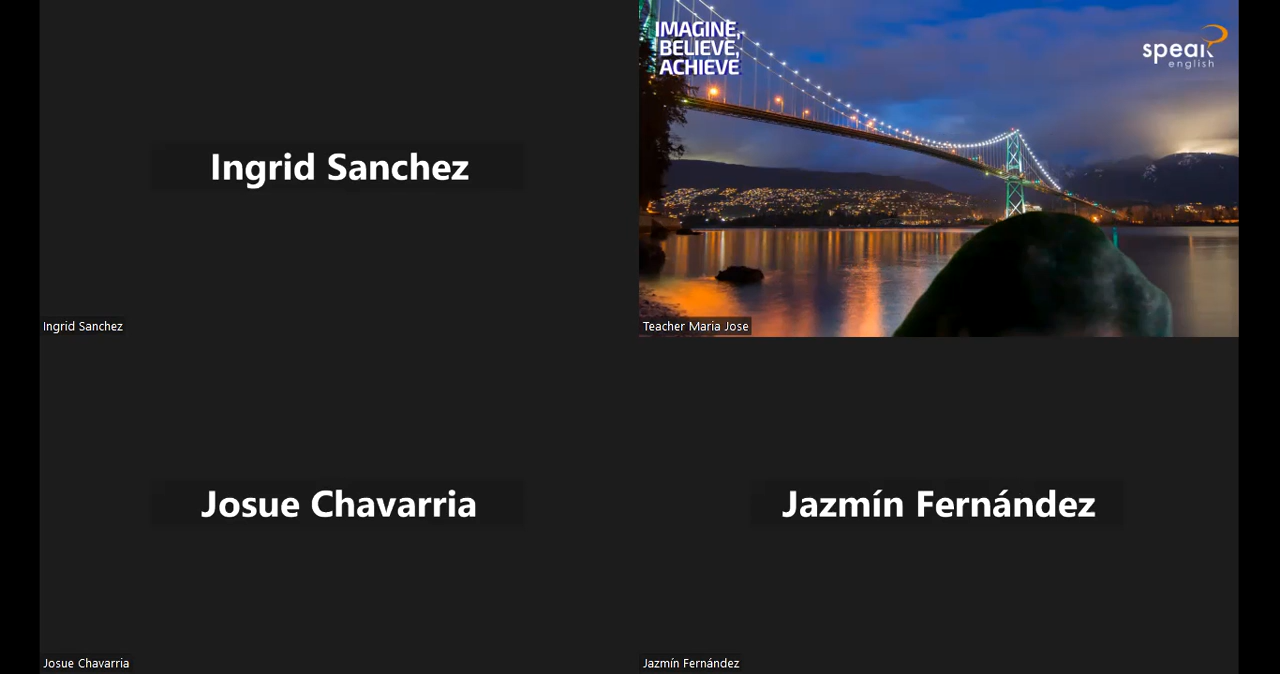 IMAGINE,
BELIEVE,
ACHIEVE
speak
english
Ingrid Sanchez
Ingrid Sanchez
Teacher Maria Jose
Josue Chavarria
Jazmín Fernández
Josue Chavarria
Jazmín Fernández